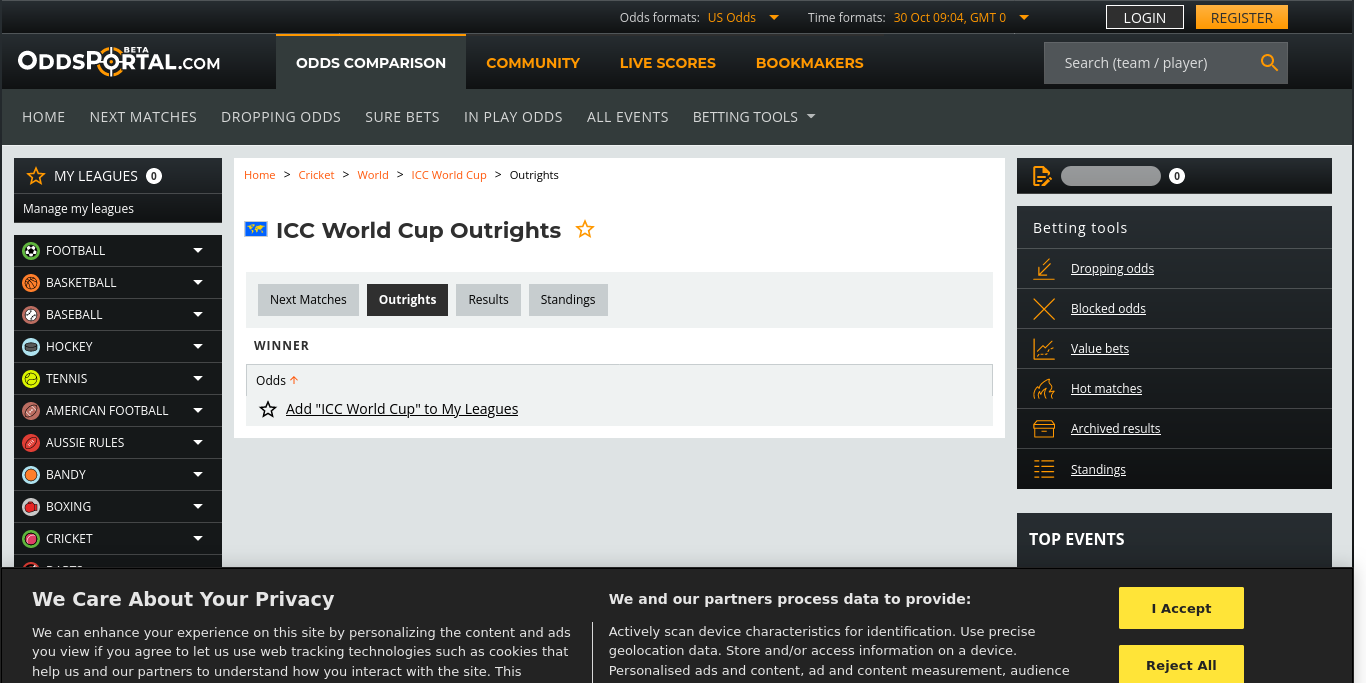 Odds formats: US Odds Time formats: 30 Oct 09:04, GMT 0 LOGIN REGISTER
ODDSPORTAL.COM BETA ODDS COMPARISON COMMUNITY LIVE SCORES BOOKMAKERS Search (team / player)
HOME NEXT MATCHES DROPPING ODDS SURE BETS IN PLAY ODDS ALL EVENTS BETTING TOOLS
MY LEAGUES 0
Manage my leagues
FOOTBALL
BASKETBALL
BASEBALL
HOCKEY
TENNIS
AMERICAN FOOTBALL
AUSSIE RULES
BANDY
BOXING
CRICKET
Home > Cricket > World > ICC World Cup > Outrights
ICC World Cup Outrights
Next Matches Outrights Results Standings
WINNER
Odds
Add "ICC World Cup" to My Leagues
0
Betting tools
Dropping odds
Blocked odds
Value bets
Hot matches
Archived results
Standings
TOP EVENTS
We Care About Your Privacy
We can enhance your experience on this site by personalizing the content and ads
you view if you agree to let us use web tracking technologies such as cookies that
help us and our partners to understand how you interact with the site. This
We and our partners process data to provide:
Actively scan device characteristics for identification. Use precise
geolocation data. Store and/or access information on a device.
Personalised ads and content, ad and content measurement, audience
I Accept
Reject All